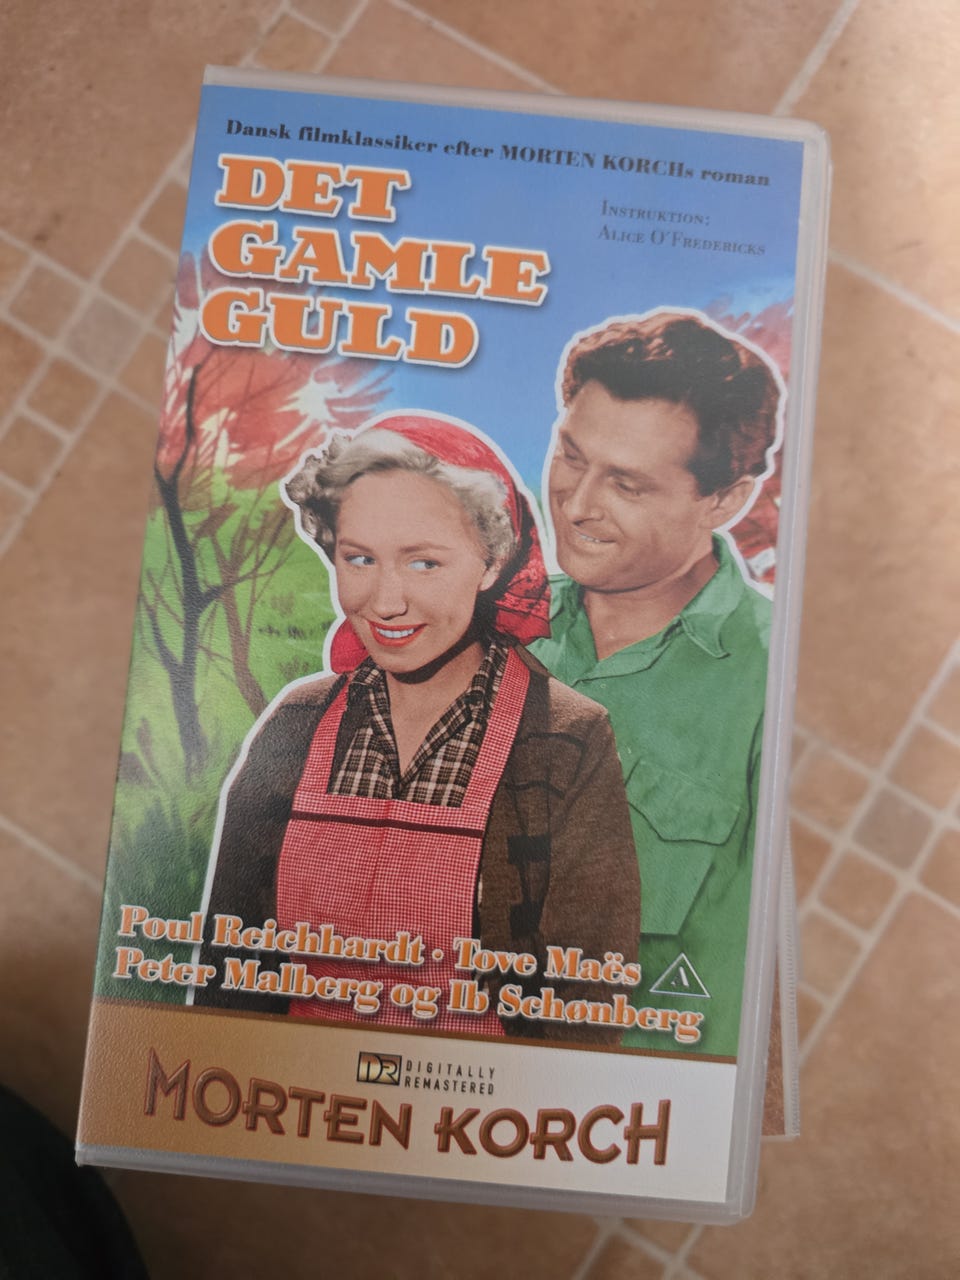 Dansk filmklassiker efter MORTEN KORCHs roman
DET
GAMLE
GULD
INSTRUKTION:
ALICE O'FREDERICKS
Poul Reichhardt · Tove Maës
Peter Malberg og Ib Schønberg
A
DR DIGITALLY
REMASTERED
MORTEN KORCH